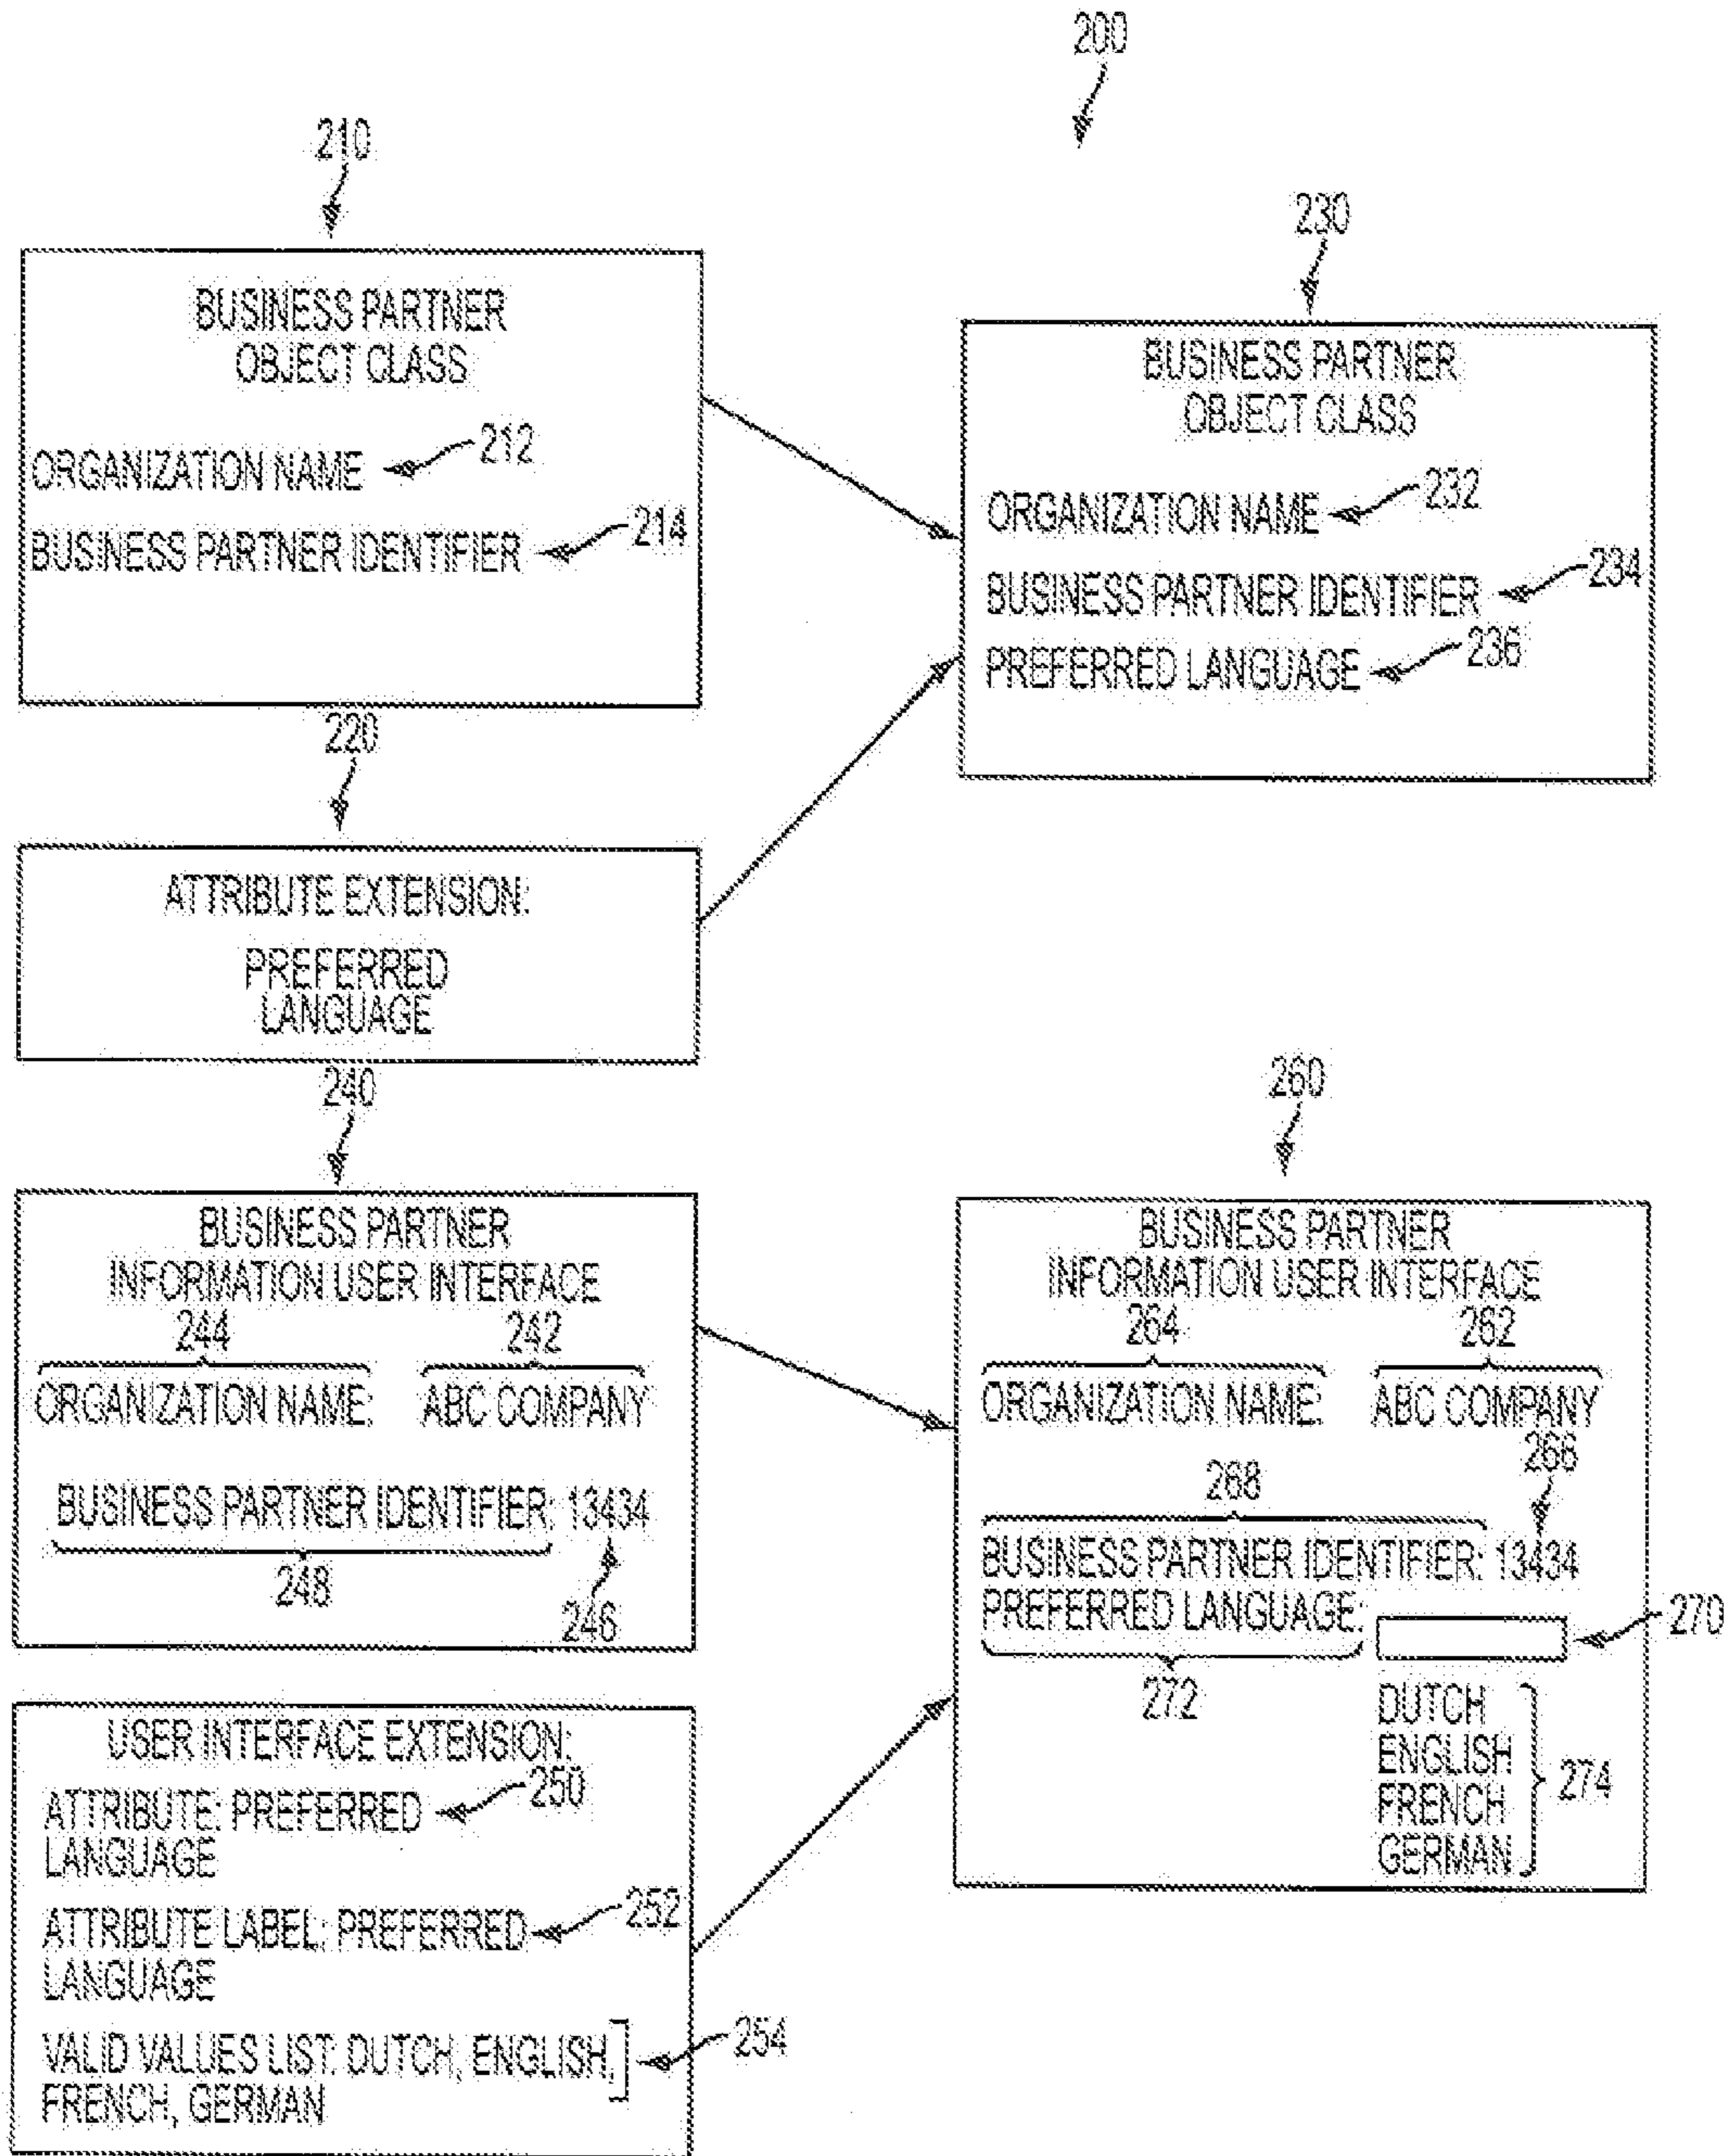 200
210
BUSINESS PARTNER
OBJECT CLASS
ORGANIZATION NAME 212
BUSINESS PARTNER IDENTIFIER 214
230
BUSINESS PARTNER
OBJECT CLASS
ORGANIZATION NAME 232
BUSINESS PARTNER IDENTIFIER 234
PREFERRED LANGUAGE 236
220
ATTRIBUTE EXTENSION:
PREFERRED
LANGUAGE
240
BUSINESS PARTNER
INFORMATION USER INTERFACE
244 242
ORGANIZATION NAME: ABC COMPANY
BUSINESS PARTNER IDENTIFIER: 13434
248 246
260
BUSINESS PARTNER
INFORMATION USER INTERFACE
264 262
ORGANIZATION NAME: ABC COMPANY
268 266
BUSINESS PARTNER IDENTIFIER: 13434
PREFERRED LANGUAGE:
270
272
DUTCH
ENGLISH
FRENCH
GERMAN
274
USER INTERFACE EXTENSION:
ATTRIBUTE: PREFERRED 250
LANGUAGE
ATTRIBUTE LABEL: PREFERRED 252
LANGUAGE
VALID VALUES LIST: DUTCH, ENGLISH, 254
FRENCH, GERMAN